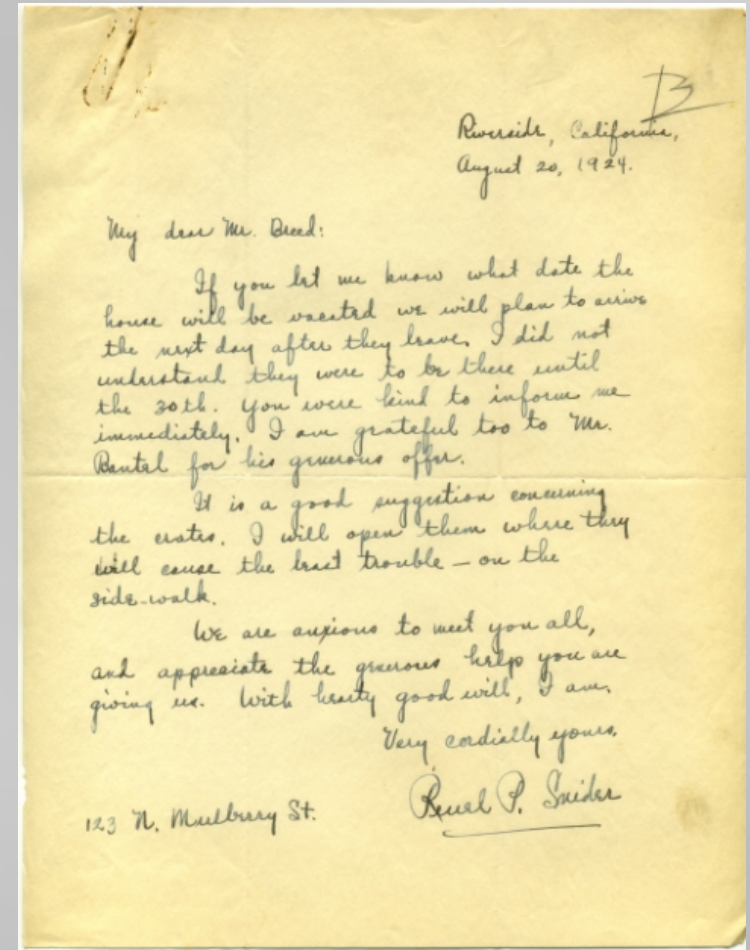 B
Riverside, California,
August 20, 1924.
My dear Mr. Breed:
If you let me know what date the
house will be vacated we will plan to arrive
the next day after they leave. I did not
understand they were to be there until
the 30th. You were kind to inform me
immediately. I am grateful too to Mr.
Bantel for his generous offer.
It is a good suggestion concerning
the crates. I will open them where they
will cause the least trouble — on the
side-walk.
We are anxious to meet you all,
and appreciate the generous help you are
giving us. With hearty good will, I am.
Very cordially yours,
Reuel P. Snider
123 N. Mulberry St.